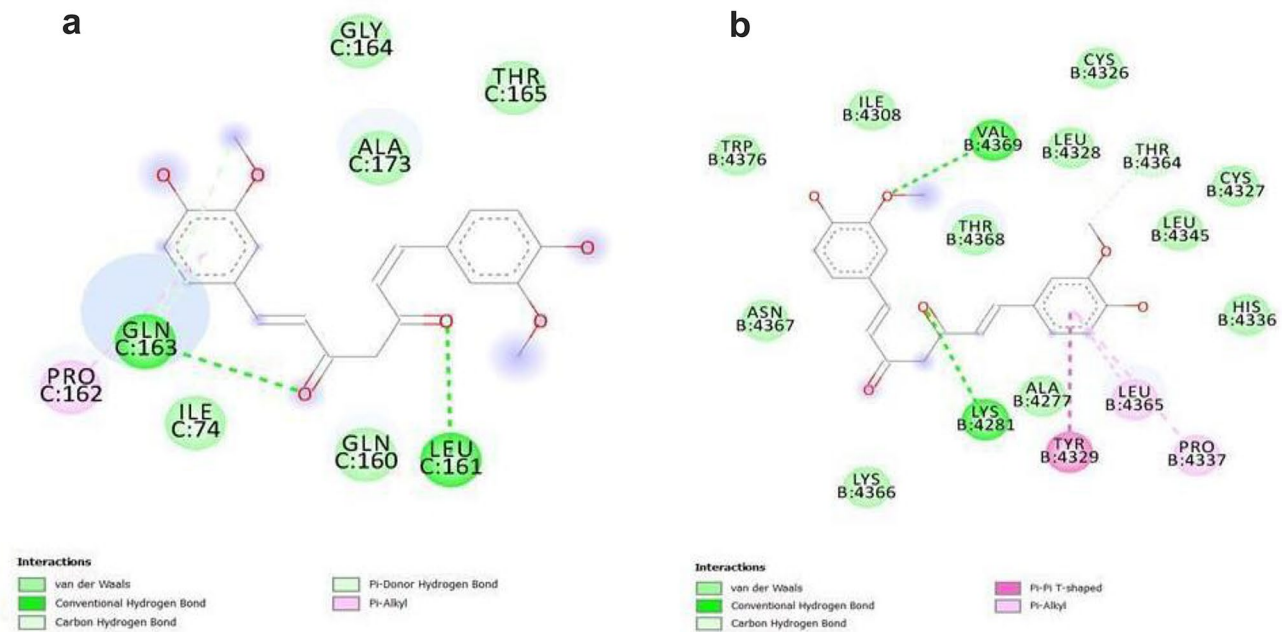 a
GLY
C:164
THR
C:165
ALA
C:173
O
O
O
O
O
GLN
C:163
O
PRO
C:162
ILE
C:74
GLN
C:160
LEU
C:161
Interactions
van der Waals
Conventional Hydrogen Bond
Carbon Hydrogen Bond
Pi-Donor Hydrogen Bond
Pi-Alkyl
b
CYS
B:4326
ILE
B:4308
VAL
B:4369
LEU
B:4328
THR
B:4364
TRP
B:4376
CYS
B:4327
O
O
THR
B:4368
LEU
B:4345
O
ASN
B:4367
O
O
HIS
B:4336
O
ALA
B:4277
LEU
B:4365
LYS
B:4281
TYR
B:4329
PRO
B:4337
LYS
B:4366
Interactions
van der Waals
Conventional Hydrogen Bond
Carbon Hydrogen Bond
Pi-Pi T-shaped
Pi-Alkyl